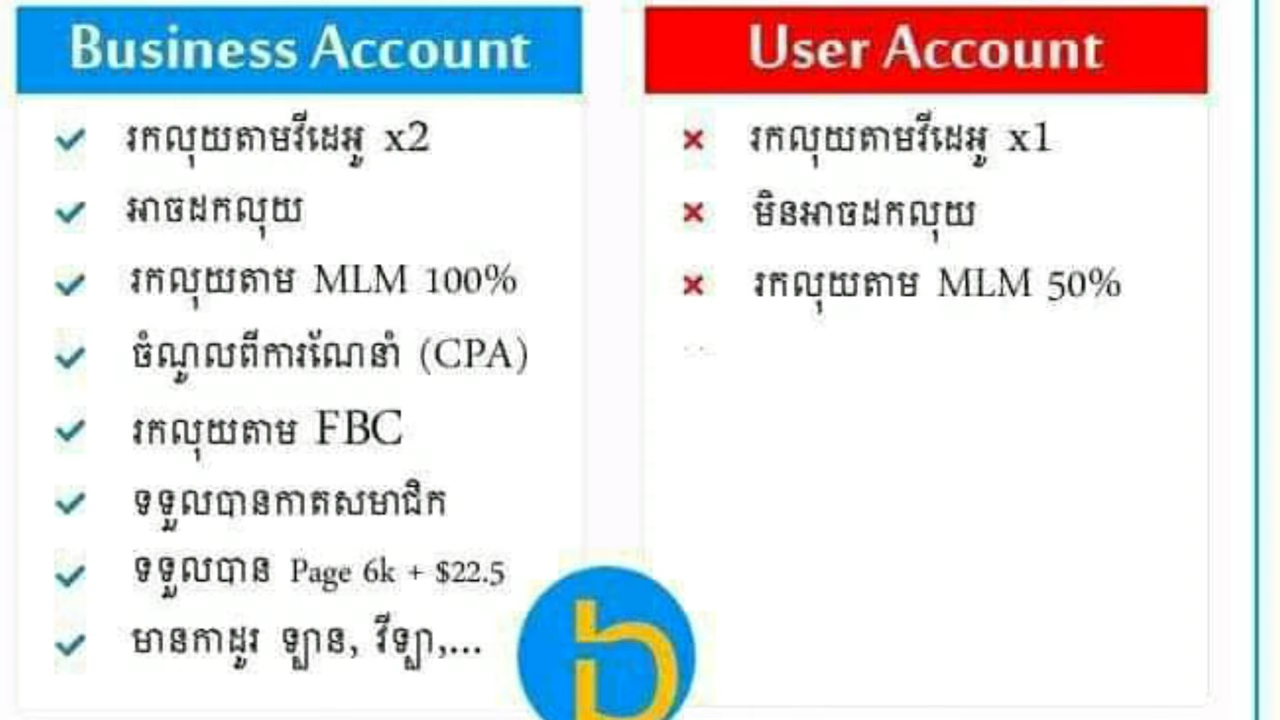 Business Account
រកលុយតាមវីដេអូ x2
អាចដកលុយ
រកលុយតាម MLM 100%
ចំណូលពីការណែនាំ (CPA)
រកលុយតាម FBC
ទទួលបានកាតសមាជិក
ទទួលបាន Page 6k + $22.5
មានកាដូរ ឡាន, វីឡា,...
User Account
រកលុយតាមវីដេអូ x1
មិនអាចដកលុយ
រកលុយតាម MLM 50%